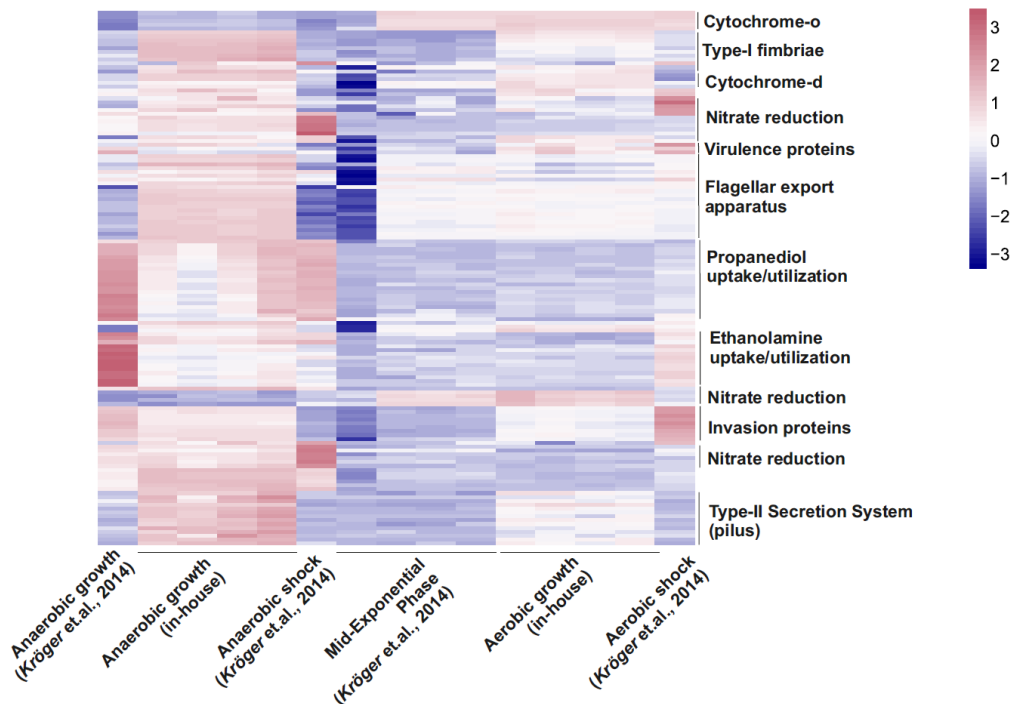 Cytochrome-o
Type-I fimbriae
Cytochrome-d
Nitrate reduction
Virulence proteins
Flagellar export
apparatus
Propanediol
uptake/utilization
Ethanolamine
uptake/utilization
Nitrate reduction
Invasion proteins
Nitrate reduction
Type-II Secretion System
(pilus)
3
2
1
0
−1
−2
−3
Anaerobic growth
(Kröger et.al., 2014)
Anaerobic growth
(in-house)
Anaerobic shock
(Kröger et.al., 2014)
Mid-Exponential
Phase
(Kröger et.al., 2014)
Aerobic growth
(in-house)
Aerobic shock
(Kröger et.al., 2014)